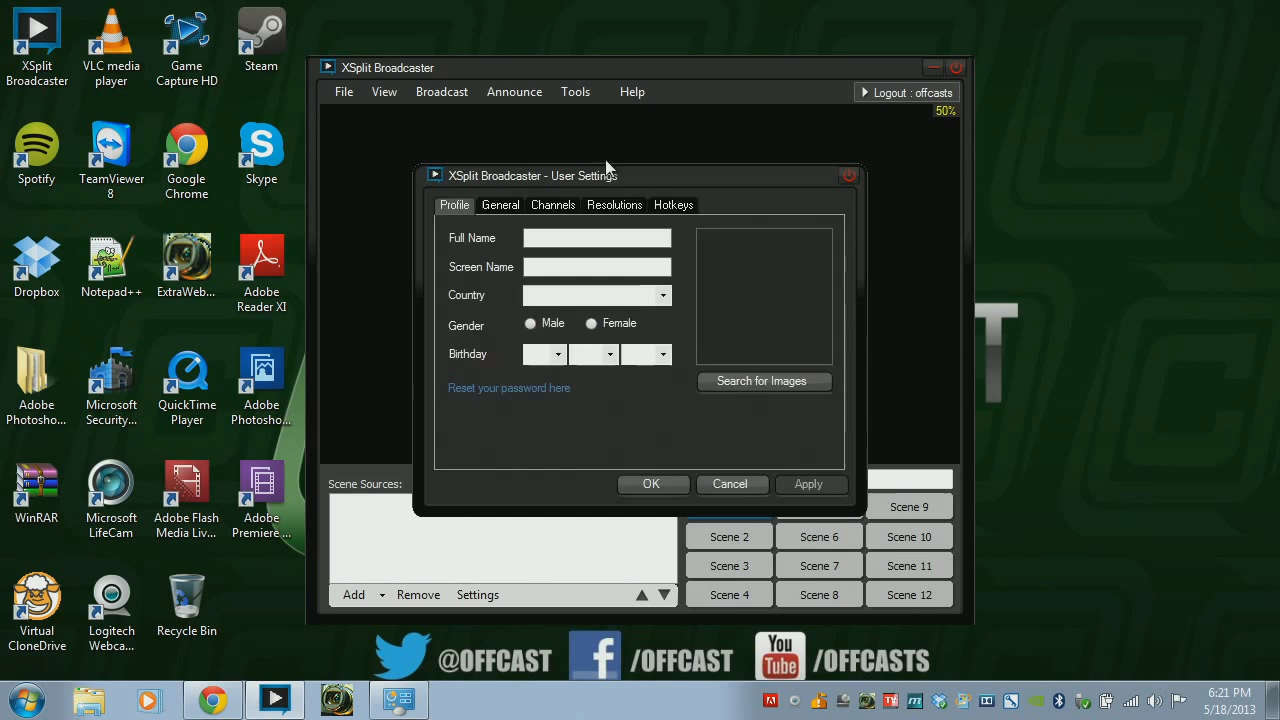 XSplit
Broadcaster
VLC media
player
Game
Capture HD
Steam
Spotify
TeamViewer
8
Google
Chrome
Skype
Dropbox
Notepad++
ExtraWeb...
Adobe
Reader XI
Adobe
Photosho...
Microsoft
Security...
QuickTime
Player
Adobe
Photosho...
WinRAR
Microsoft
LifeCam
Adobe Flash
Media Liv...
Adobe
Premiere ...
Virtual
CloneDrive
Logitech
Webca...
Recycle Bin
XSplit Broadcaster
File View Broadcast Announce Tools Help
Logout : offcasts
50%
XSplit Broadcaster - User Settings
Profile General Channels Resolutions Hotkeys
Full Name
Screen Name
Country
Gender Male Female
Birthday
Reset your password here
Search for Images
OK Cancel Apply
Scene Sources:
Scene 9
Scene 2 Scene 6 Scene 10
Scene 3 Scene 7 Scene 11
Scene 4 Scene 8 Scene 12
Add Remove Settings
T
@OFFCAST f /OFFCAST You Tube /OFFCASTS
6:21 PM
5/18/2013